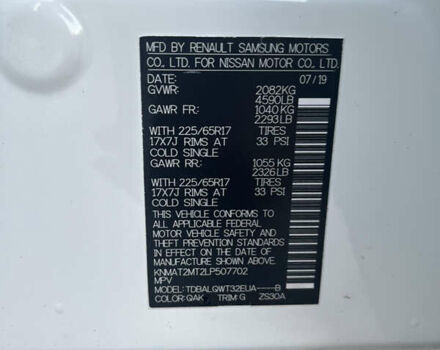 MFD BY RENAULT SAMSUNG MOTORS
CO., LTD. FOR NISSAN MOTOR CO., LTD.
DATE: 07/19
GVWR: 2082KG
4590LB
GAWR FR: 1040 KG
2293LB
WITH 225/65R17 TIRES
17X7J RIMS AT 33 PSI
COLD SINGLE
GAWR RR: 1055 KG
2326LB
WITH 225/65R17 TIRES
17X7J RIMS AT 33 PSI
COLD SINGLE
THIS VEHICLE CONFORMS TO
ALL APPLICABLE FEDERAL
MOTOR VEHICLE SAFETY
STANDARDS IN EFFECT ON
THE DATE OF MANUFACTURE
SHOWN ABOVE.
KNMAT2MT2LP507702
MPV
MODEL: TDBALQWT32EUA----B
COLOR: QAK TRIM: G ZS30A